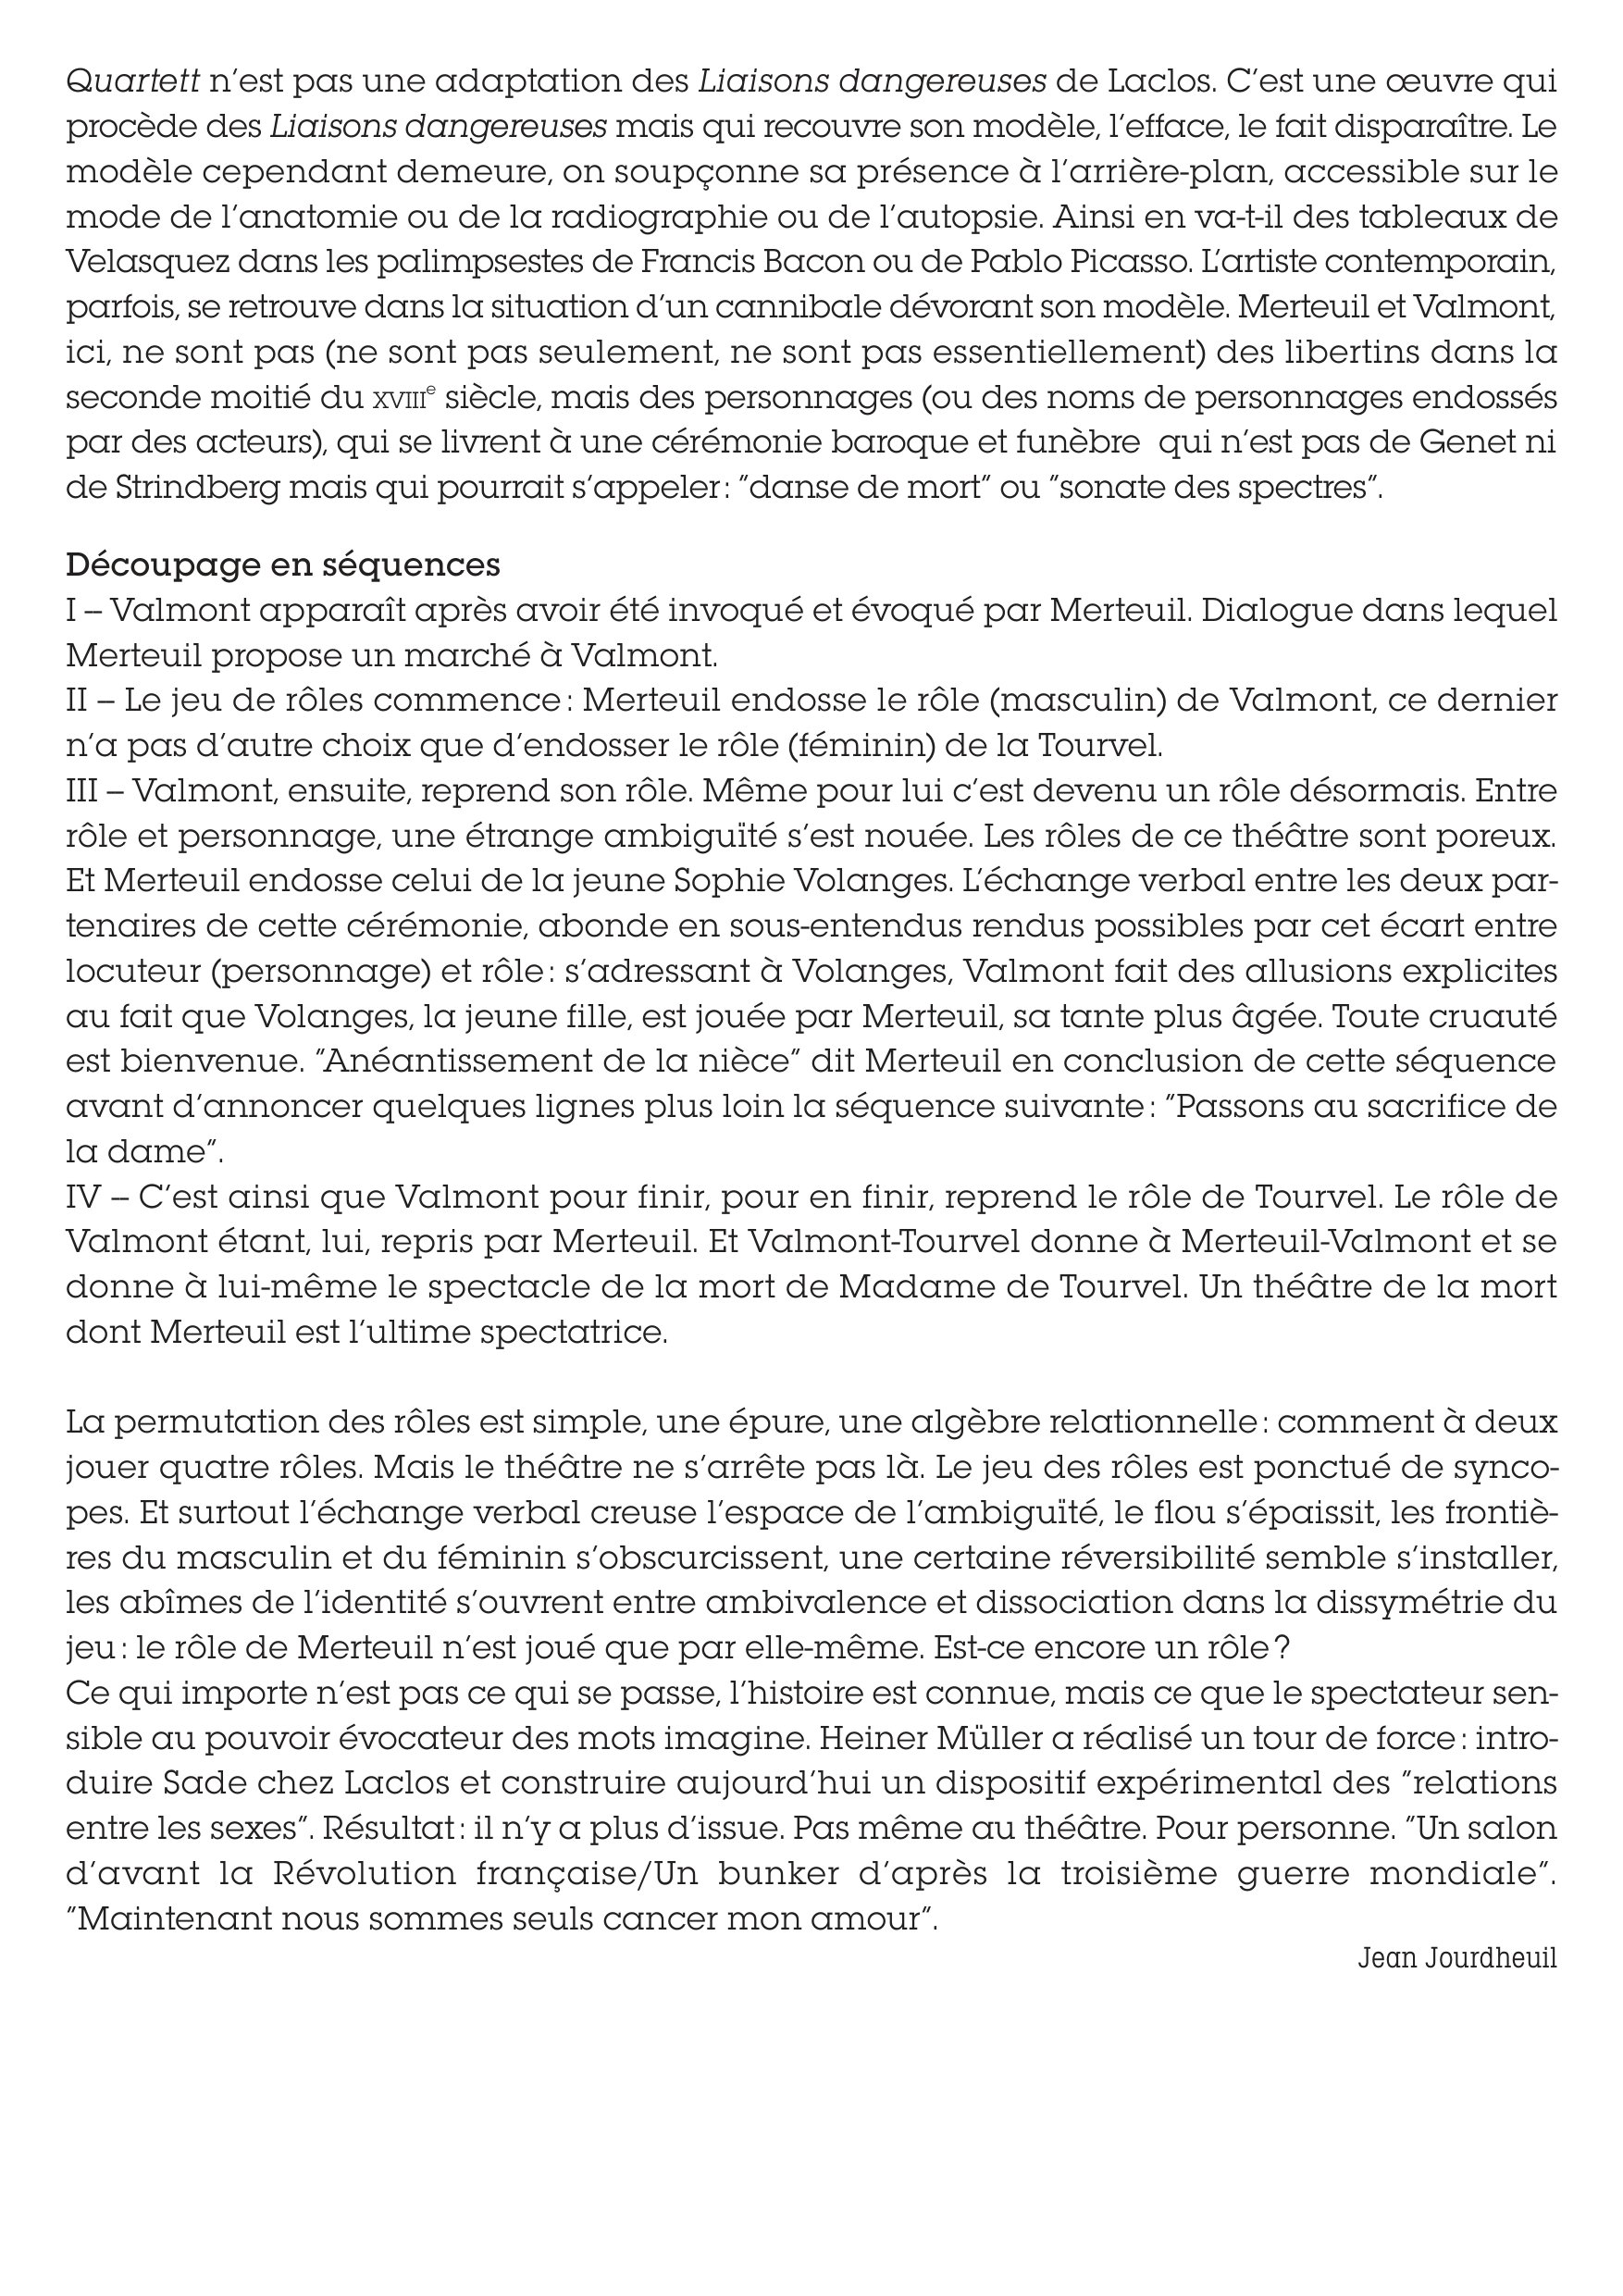 Quartett n’est pas une adaptation des Liaisons dangereuses de Laclos. C’est une œuvre qui
procède des Liaisons dangereuses mais qui recouvre son modèle, l’efface, le fait disparaître. Le
modèle cependant demeure, on soupçonne sa présence à l’arrière-plan, accessible sur le
mode de l’anatomie ou de la radiographie ou de l’autopsie. Ainsi en va-t-il des tableaux de
Velasquez dans les palimpsestes de Francis Bacon ou de Pablo Picasso. L’artiste contemporain,
parfois, se retrouve dans la situation d’un cannibale dévorant son modèle. Merteuil et Valmont,
ici, ne sont pas (ne sont pas seulement, ne sont pas essentiellement) des libertins dans la
seconde moitié du XVIIIe siècle, mais des personnages (ou des noms de personnages endossés
par des acteurs), qui se livrent à une cérémonie baroque et funèbre  qui n’est pas de Genet ni
de Strindberg mais qui pourrait s’appeler : ”danse de mort” ou ”sonate des spectres”.
Découpage en séquences
I – Valmont apparaît après avoir été invoqué et évoqué par Merteuil. Dialogue dans lequel
Merteuil propose un marché à Valmont.
II – Le jeu de rôles commence : Merteuil endosse le rôle (masculin) de Valmont, ce dernier
n’a pas d’autre choix que d’endosser le rôle (féminin) de la Tourvel.
III – Valmont, ensuite, reprend son rôle. Même pour lui c’est devenu un rôle désormais. Entre
rôle et personnage, une étrange ambiguïté s’est nouée. Les rôles de ce théâtre sont poreux.
Et Merteuil endosse celui de la jeune Sophie Volanges. L’échange verbal entre les deux par-
tenaires de cette cérémonie, abonde en sous-entendus rendus possibles par cet écart entre
locuteur (personnage) et rôle : s’adressant à Volanges, Valmont fait des allusions explicites
au fait que Volanges, la jeune fille, est jouée par Merteuil, sa tante plus âgée. Toute cruauté
est bienvenue. ”Anéantissement de la nièce” dit Merteuil en conclusion de cette séquence
avant d’annoncer quelques lignes plus loin la séquence suivante : ”Passons au sacrifice de
la dame”.
IV – C’est ainsi que Valmont pour finir, pour en finir, reprend le rôle de Tourvel. Le rôle de
Valmont étant, lui, repris par Merteuil. Et Valmont-Tourvel donne à Merteuil-Valmont et se
donne à lui-même le spectacle de la mort de Madame de Tourvel. Un théâtre de la mort
dont Merteuil est l’ultime spectatrice.
La permutation des rôles est simple, une épure, une algèbre relationnelle : comment à deux
jouer quatre rôles. Mais le théâtre ne s’arrête pas là. Le jeu des rôles est ponctué de synco-
pes. Et surtout l’échange verbal creuse l’espace de l’ambiguïté, le flou s’épaissit, les frontiè-
res du masculin et du féminin s’obscurcissent, une certaine réversibilité semble s’installer,
les abîmes de l’identité s’ouvrent entre ambivalence et dissociation dans la dissymétrie du
jeu : le rôle de Merteuil n’est joué que par elle-même. Est-ce encore un rôle ?
Ce qui importe n’est pas ce qui se passe, l’histoire est connue, mais ce que le spectateur sen-
sible au pouvoir évocateur des mots imagine. Heiner Müller a réalisé un tour de force : intro-
duire Sade chez Laclos et construire aujourd’hui un dispositif expérimental des ”relations
entre les sexes”. Résultat : il n’y a plus d’issue. Pas même au théâtre. Pour personne. ”Un salon
d’avant la Révolution française/Un bunker d’après la troisième guerre mondiale”.
”Maintenant nous sommes seuls cancer mon amour”.
Jean Jourdheuil